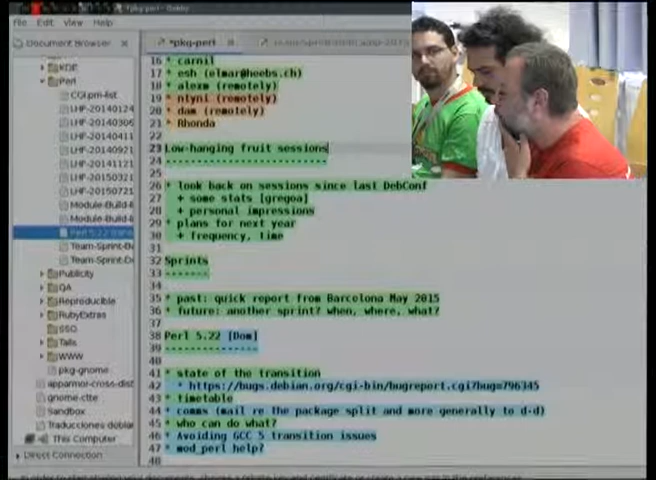 *pkg-perl - Gobby
File Edit View Help
Document Browser
*pkg-perl
KDE
Perl
CGI.pm-list
LHF-20140124
LHF-20140306
LHF-20140411
LHF-20140921
LHF-20141121
LHF-20150321
LHF-20150721
Module-Build-R
Module-Build-R
Perl 5.22
Team-Sprint-B
Team-Sprint-D
Publicity
QA
Reproducible
RubyExtras
SSO
Tails
WWW
pkg-gnome
apparmor-cross-dist
gnome-ctte
Sandbox
Traducciones debian
This Computer
Direct Connection
16 * carnil
17 * esh (elmar@heebs.ch)
18 * alexm (remotely)
19 * ntyni (remotely)
20 * dam (remotely)
21 * Rhonda
22
23 Low-hanging fruit sessions
24 --------------------------
25
26 * look back on sessions since last DebConf
27 + some stats [gregoa]
28 + personal impressions
29 * plans for next year
30 + frequency, time
31
32 Sprints
33 -------
34
35 * past: quick report from Barcelona May 2015
36 * future: another sprint? when, where, what?
37
38 Perl 5.22 [Dom]
39 ---------------
40
41 * state of the transition
42 * https://bugs.debian.org/cgi-bin/bugreport.cgi?bug=796345
43 * timetable
44 * comms (mail re the package split and more generally to d-d)
45 * who can do what?
46 * Avoiding GCC 5 transition issues
47 * mod_perl help?
48